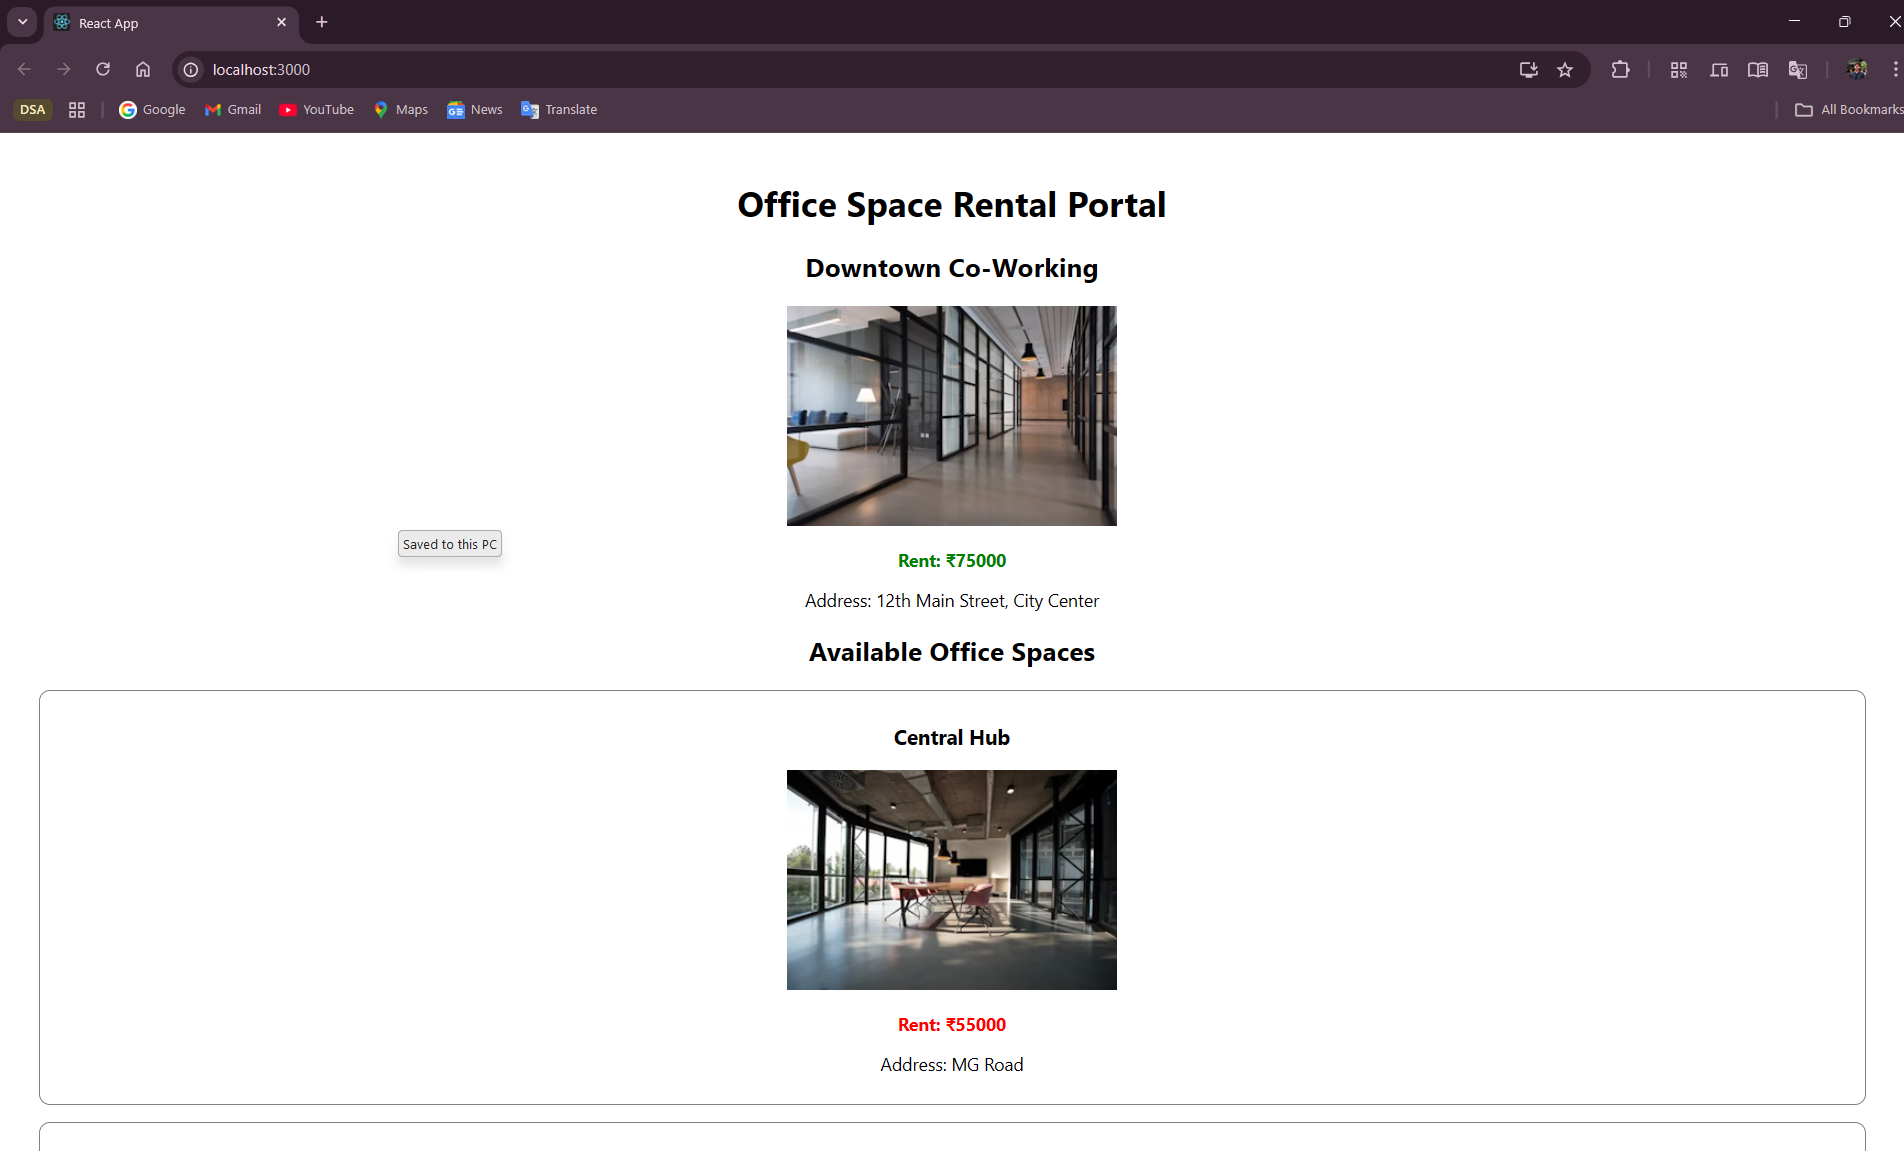 React App
localhost:3000
DSA
Google
Gmail
YouTube
Maps
News
Translate
All Bookmarks
Office Space Rental Portal
Downtown Co-Working
Saved to this PC
Rent: ₹75000
Address: 12th Main Street, City Center
Available Office Spaces
Central Hub
Rent: ₹55000
Address: MG Road